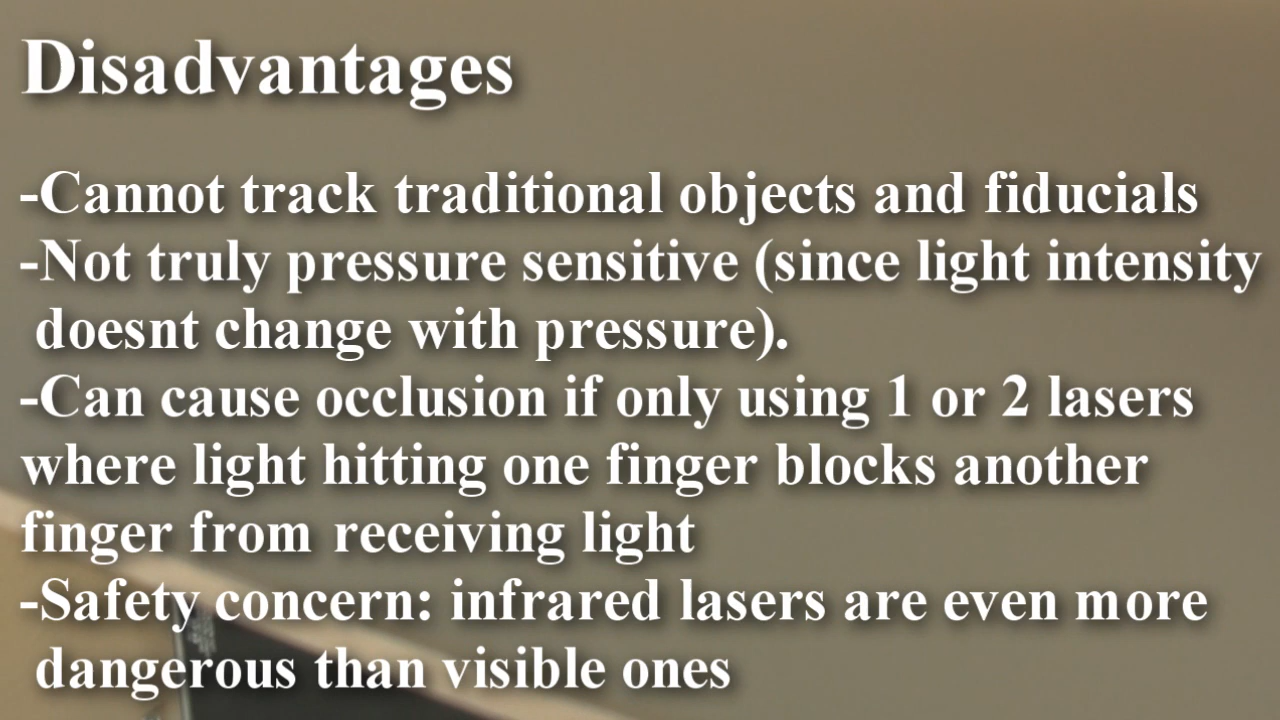 Disadvantages
-Cannot track traditional objects and fiducials
-Not truly pressure sensitive (since light intensity
doesnt change with pressure).
-Can cause occlusion if only using 1 or 2 lasers
where light hitting one finger blocks another
finger from receiving light
-Safety concern: infrared lasers are even more
dangerous than visible ones